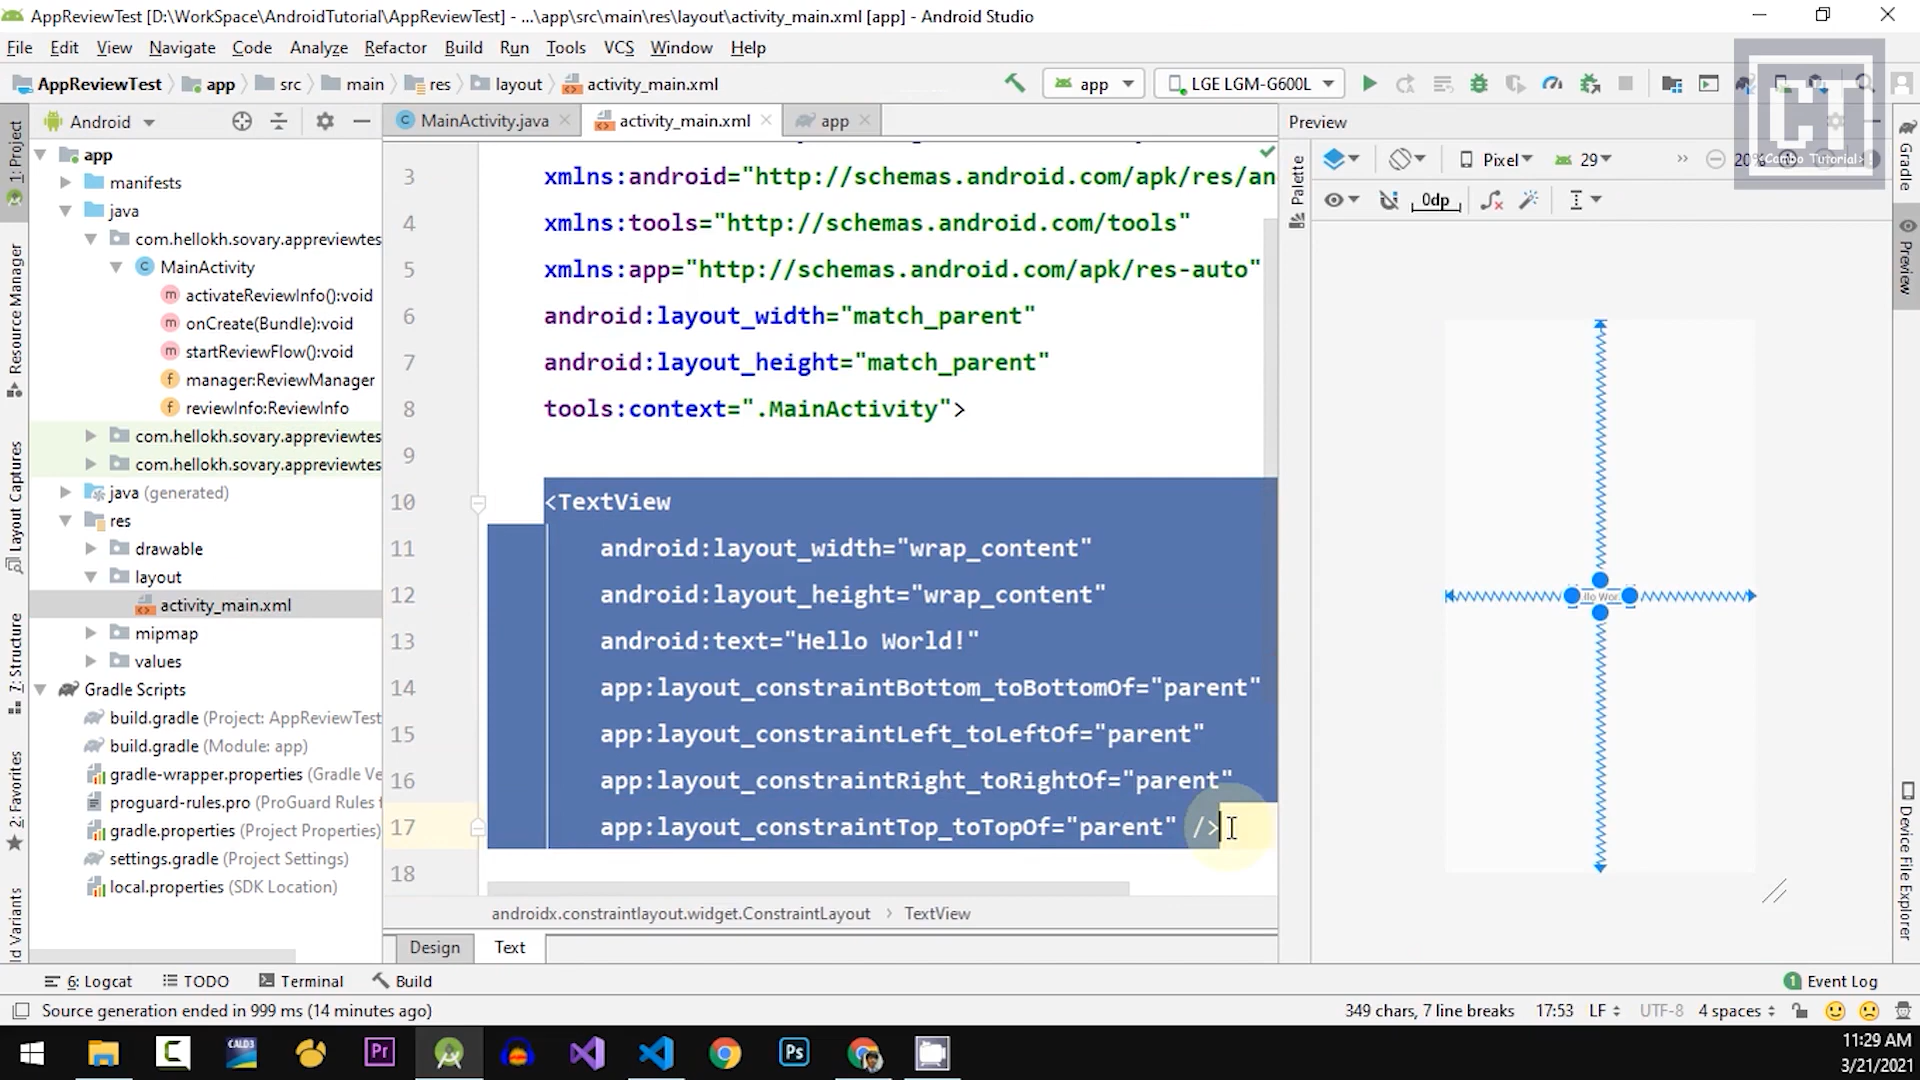 AppReviewTest [D:\WorkSpace\AndroidTutorial\AppReviewTest] - ...\app\src\main\res\layout\activity_main.xml [app] - Android Studio
File Edit View Navigate Code Analyze Refactor Build Run Tools VCS Window Help
AppReviewTest app src main res layout activity_main.xml app LGE LGM-G600L
CT
Combo Tutorial
1: Project
Resource Manager
Layout Captures
7: Structure
2: Favorites
ld Variants
Android
app
manifests
java
com.hellokh.sovary.appreviewtes
MainActivity
activateReviewInfo():void
onCreate(Bundle):void
startReviewFlow():void
manager:ReviewManager
reviewInfo:ReviewInfo
com.hellokh.sovary.appreviewtes
com.hellokh.sovary.appreviewtes
java (generated)
res
drawable
layout
activity_main.xml
mipmap
values
Gradle Scripts
build.gradle (Project: AppReviewTest
build.gradle (Module: app)
gradle-wrapper.properties (Gradle Ve
proguard-rules.pro (ProGuard Rules f
gradle.properties (Project Properties)
settings.gradle (Project Settings)
local.properties (SDK Location)
MainActivity.java activity_main.xml app
3 xmlns:android="http://schemas.android.com/apk/res/an
4 xmlns:tools="http://schemas.android.com/tools"
5 xmlns:app="http://schemas.android.com/apk/res-auto"
6 android:layout_width="match_parent"
7 android:layout_height="match_parent"
8 tools:context=".MainActivity">
9
10 <TextView
11 android:layout_width="wrap_content"
12 android:layout_height="wrap_content"
13 android:text="Hello World!"
14 app:layout_constraintBottom_toBottomOf="parent"
15 app:layout_constraintLeft_toLeftOf="parent"
16 app:layout_constraintRight_toRightOf="parent"
17 app:layout_constraintTop_toTopOf="parent" />
18
androidx.constraintlayout.widget.ConstraintLayout › TextView
Design Text
Preview
Palette
Pixel 29 » 20%
0dp
llo Wor
Gradle
Preview
Device File Explorer
6: Logcat TODO Terminal Build 1 Event Log
Source generation ended in 999 ms (14 minutes ago) 349 chars, 7 line breaks 17:53 LF UTF-8 4 spaces
CALD3 Pr Ps
11:29 AM
3/21/2021